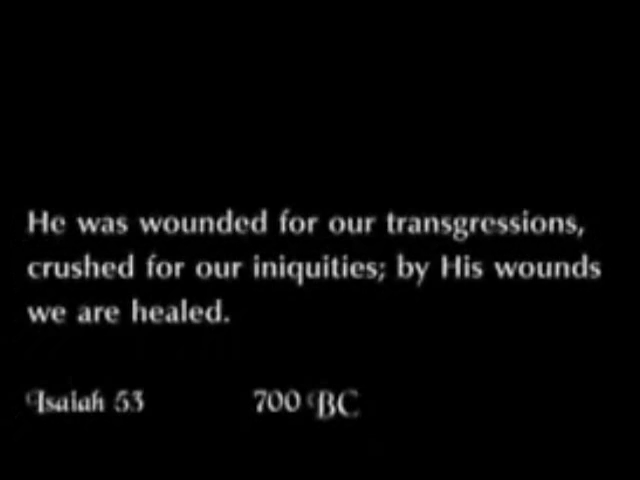 He was wounded for our transgressions,
crushed for our iniquities; by His wounds
we are healed.
Isaiah 53 700 BC